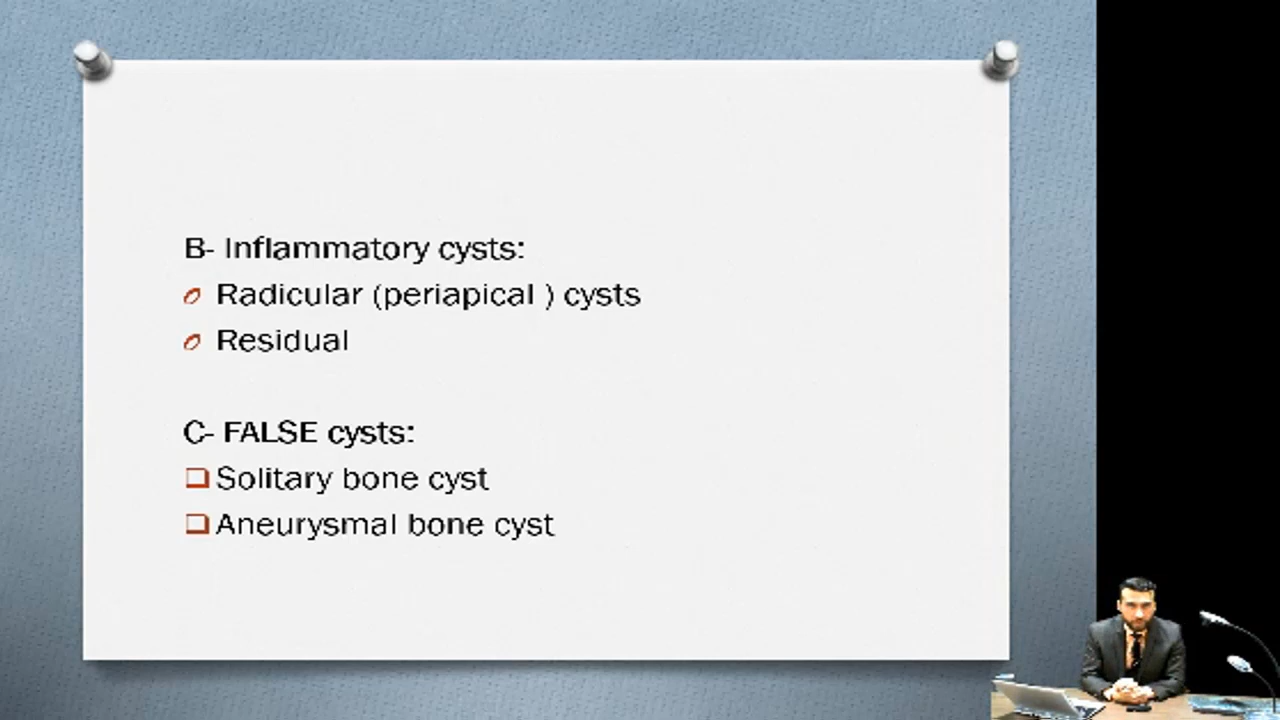 B- Inflammatory cysts:
Radicular (periapical ) cysts
Residual
C- FALSE cysts:
Solitary bone cyst
Aneurysmal bone cyst